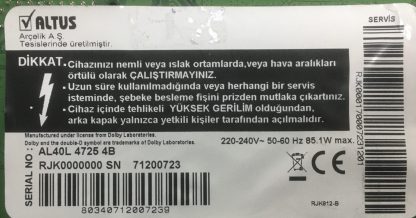 ALTUS
Arçelik A.Ş.
Tesislerinde üretilmiştir.
SERVİS
DİKKAT • Cihazınızı nemli veya ıslak ortamlarda,veya hava aralıkları
örtülü olarak ÇALIŞTIRMAYINIZ.
• Uzun süre kullanılmadığında veya herhangi bir servis
isteminde, şebeke besleme fişini prizden mutlaka çıkartınız.
• Cihaz içinde tehlikeli YÜKSEK GERİLİM olduğundan,
arka kapak yalnızca yetkili kişiler tarafından açılmalıdır.
Manufactured under license from Dolby Laboratories.
Dolby and the double-D symbol are trademarks of Dolby Laboratories.
220-240V~ 50-60 Hz 85.1W max.
MODEL : AL40L 4725 4B
RJK0000000 SN 71200723
SERIAL NO :
80340712007239
CE
RJK812-B
RJK0001700007231201